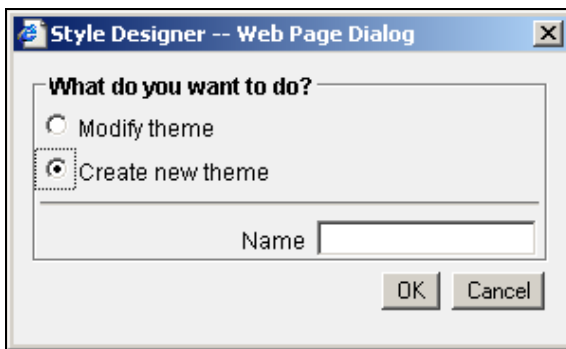 Style Designer -- Web Page Dialog
What do you want to do?
Modify theme
Create new theme
Name
OK Cancel